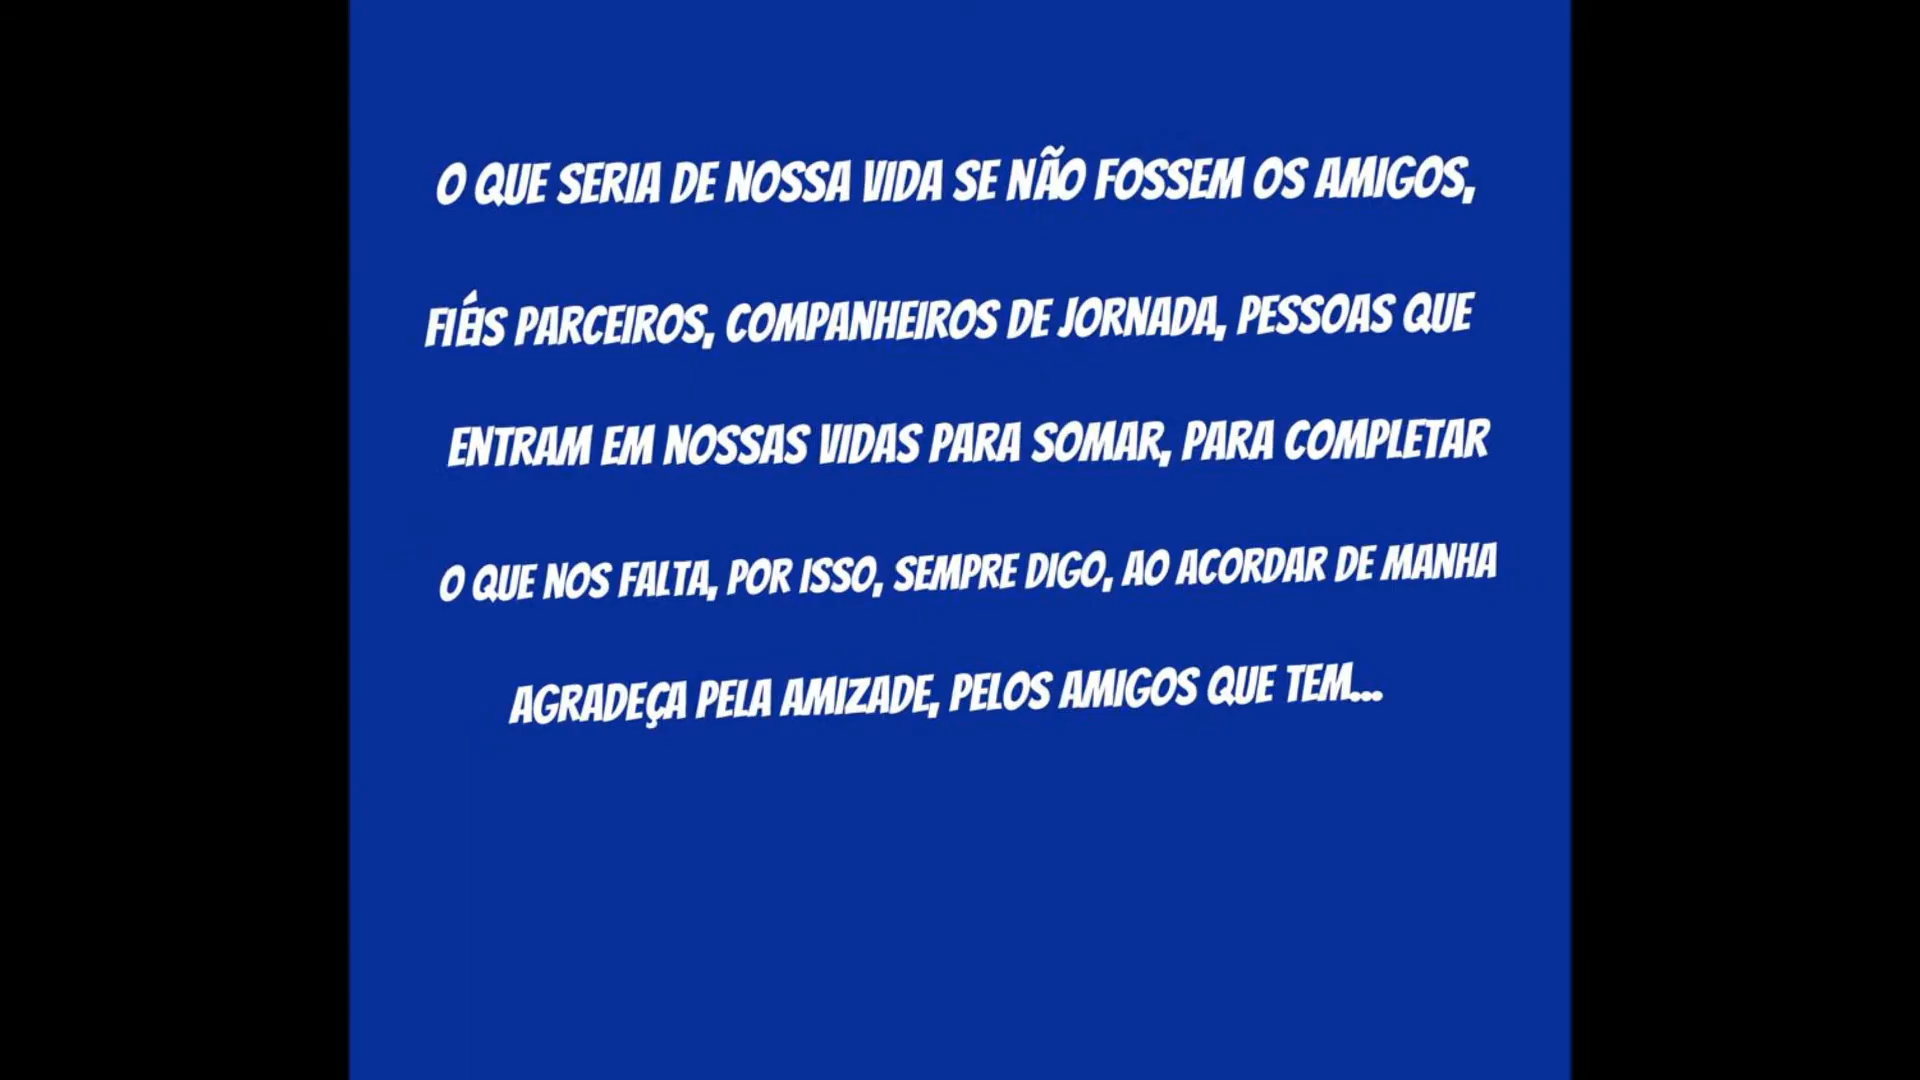 O QUE SERIA DE NOSSA VIDA SE NÃO FOSSEM OS AMIGOS,
FIÉIS PARCEIROS, COMPANHEIROS DE JORNADA, PESSOAS QUE
ENTRAM EM NOSSAS VIDAS PARA SOMAR, PARA COMPLETAR
O QUE NOS FALTA, POR ISSO, SEMPRE DIGO, AO ACORDAR DE MANHA
AGRADEÇA PELA AMIZADE, PELOS AMIGOS QUE TEM...